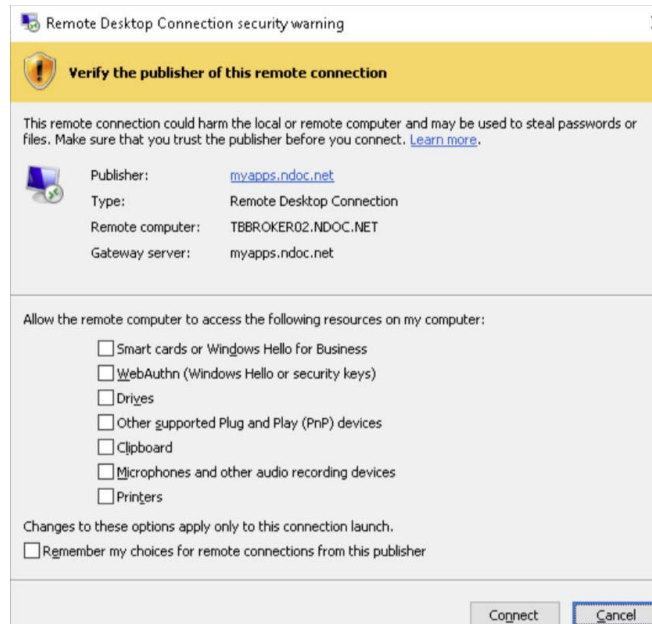 Remote Desktop Connection security warning
Verify the publisher of this remote connection
This remote connection could harm the local or remote computer and may be used to steal passwords or
files. Make sure that you trust the publisher before you connect. Learn more.
Publisher: myapps.ndoc.net
Type: Remote Desktop Connection
Remote computer: TBBROKER02.NDOC.NET
Gateway server: myapps.ndoc.net
Allow the remote computer to access the following resources on my computer:
Smart cards or Windows Hello for Business
WebAuthn (Windows Hello or security keys)
Drives
Other supported Plug and Play (PnP) devices
Clipboard
Microphones and other audio recording devices
Printers
Changes to these options apply only to this connection launch.
Remember my choices for remote connections from this publisher
Connect Cancel